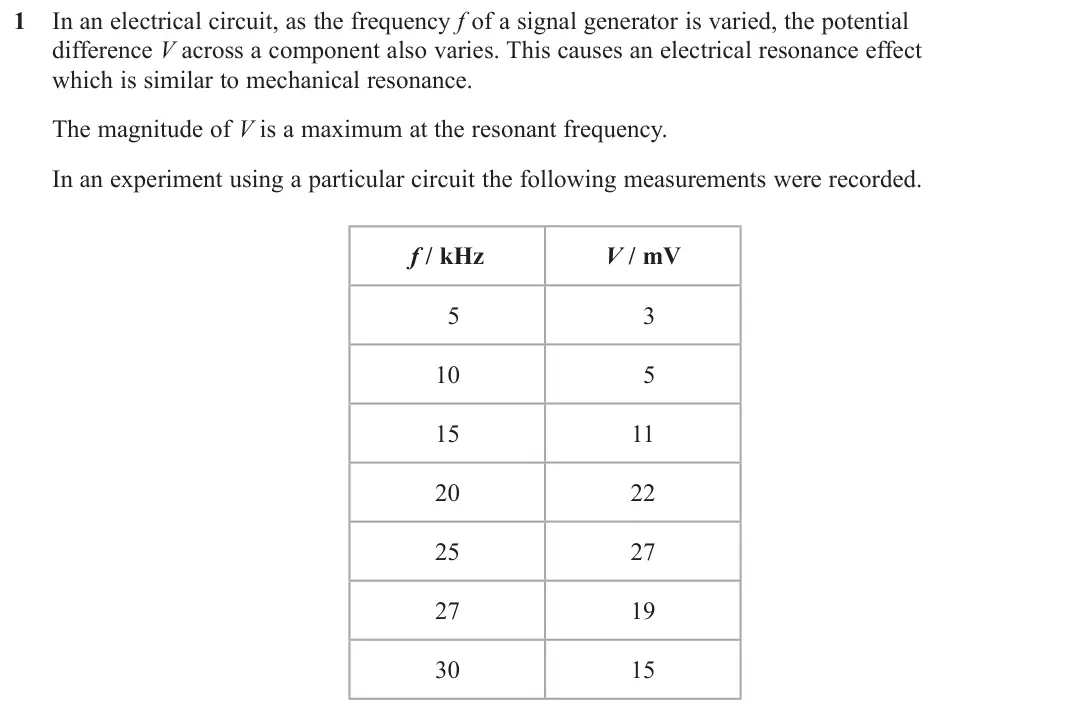 1 In an electrical circuit, as the frequency f of a signal generator is varied, the potential
difference V across a component also varies. This causes an electrical resonance effect
which is similar to mechanical resonance.
The magnitude of V is a maximum at the resonant frequency.
In an experiment using a particular circuit the following measurements were recorded.
f / kHz V / mV
5 3
10 5
15 11
20 22
25 27
27 19
30 15